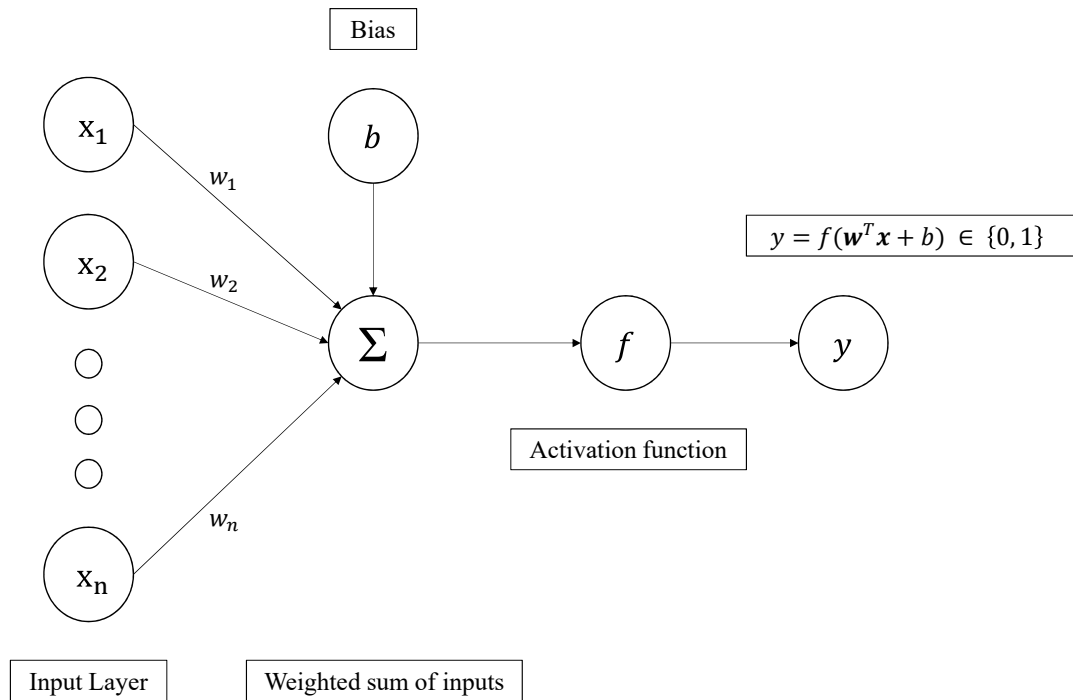 Bias
x₁
b
w₁
y = f(wᵀx + b) ∈ {0, 1}
x₂
w₂
Σ
f
y
Activation function
wₙ
xₙ
Input Layer
Weighted sum of inputs